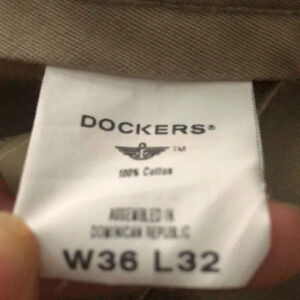 DOCKERS®
TM
100% Cotton
ASSEMBLED IN
DOMINICAN REPUBLIC
W36 L32